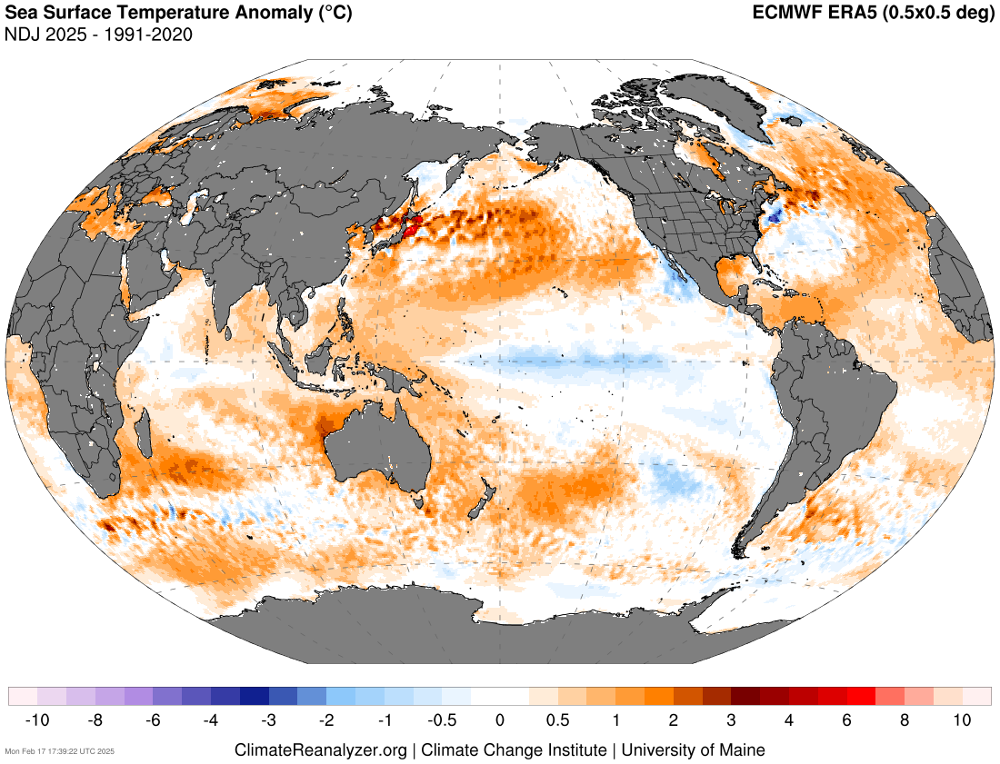 Sea Surface Temperature Anomaly (°C)
ECMWF ERA5 (0.5x0.5 deg)
NDJ 2025 - 1991-2020
-10 -8 -6 -4 -3 -2 -1 -0.5 0 0.5 1 2 3 4 6 8 10
Mon Feb 17 17:39:22 UTC 2025
ClimateReanalyzer.org | Climate Change Institute | University of Maine